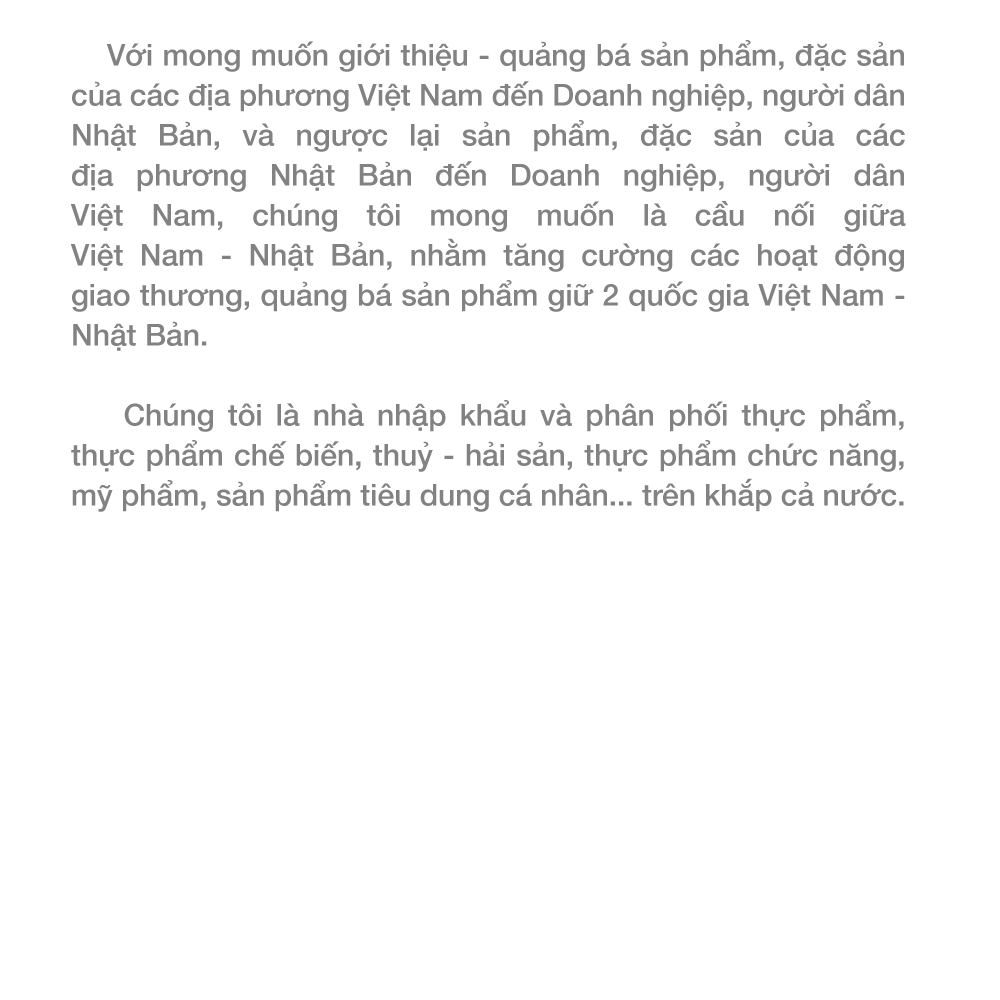 Với mong muốn giới thiệu - quảng bá sản phẩm, đặc sản
của các địa phương Việt Nam đến Doanh nghiệp, người dân
Nhật Bản, và ngược lại sản phẩm, đặc sản của các
địa phương Nhật Bản đến Doanh nghiệp, người dân
Việt Nam, chúng tôi mong muốn là cầu nối giữa
Việt Nam - Nhật Bản, nhằm tăng cường các hoạt động
giao thương, quảng bá sản phẩm giữ 2 quốc gia Việt Nam -
Nhật Bản.
Chúng tôi là nhà nhập khẩu và phân phối thực phẩm,
thực phẩm chế biến, thuỷ - hải sản, thực phẩm chức năng,
mỹ phẩm, sản phẩm tiêu dung cá nhân... trên khắp cả nước.